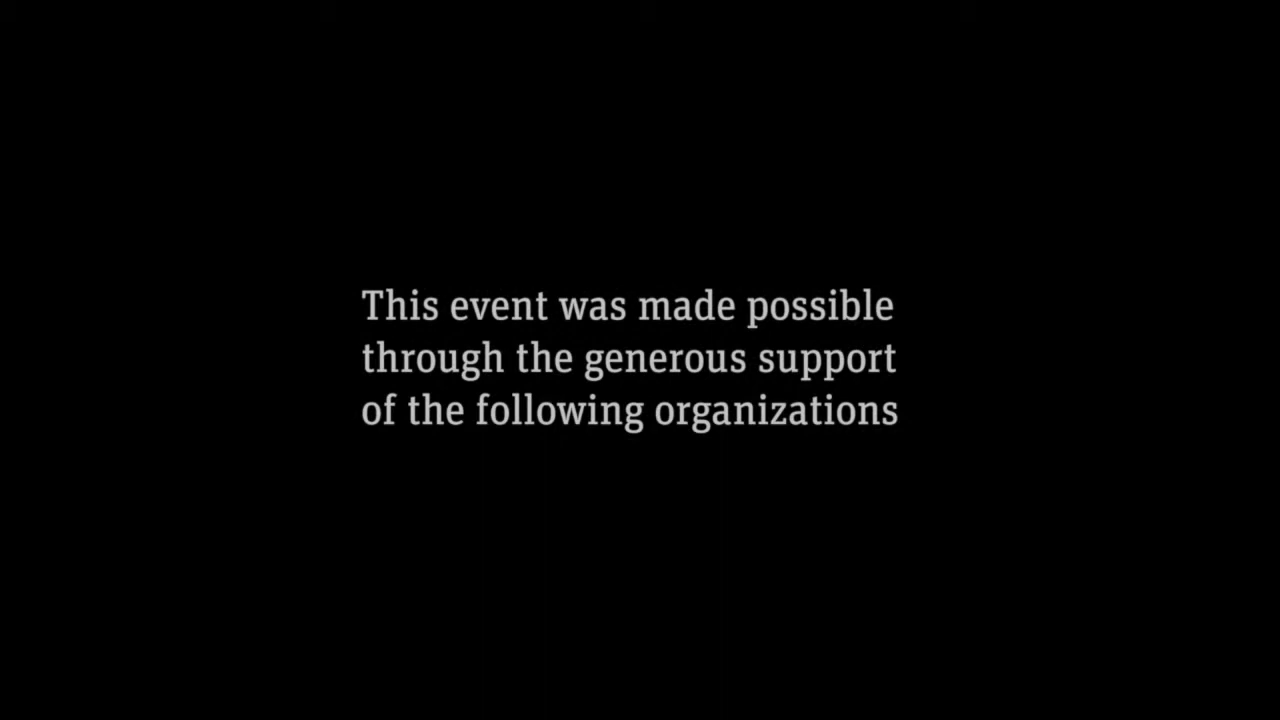 This event was made possible
through the generous support
of the following organizations